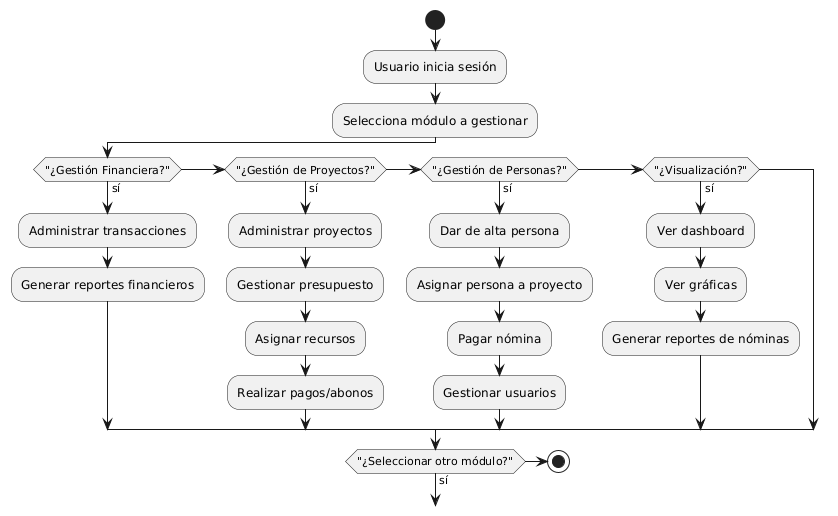 Usuario inicia sesión
Selecciona módulo a gestionar
"¿Gestión Financiera?"
sí
Administrar transacciones
Generar reportes financieros
"¿Gestión de Proyectos?"
sí
Administrar proyectos
Gestionar presupuesto
Asignar recursos
Realizar pagos/abonos
"¿Gestión de Personas?"
sí
Dar de alta persona
Asignar persona a proyecto
Pagar nómina
Gestionar usuarios
"¿Visualización?"
sí
Ver dashboard
Ver gráficas
Generar reportes de nóminas
"¿Seleccionar otro módulo?"
sí